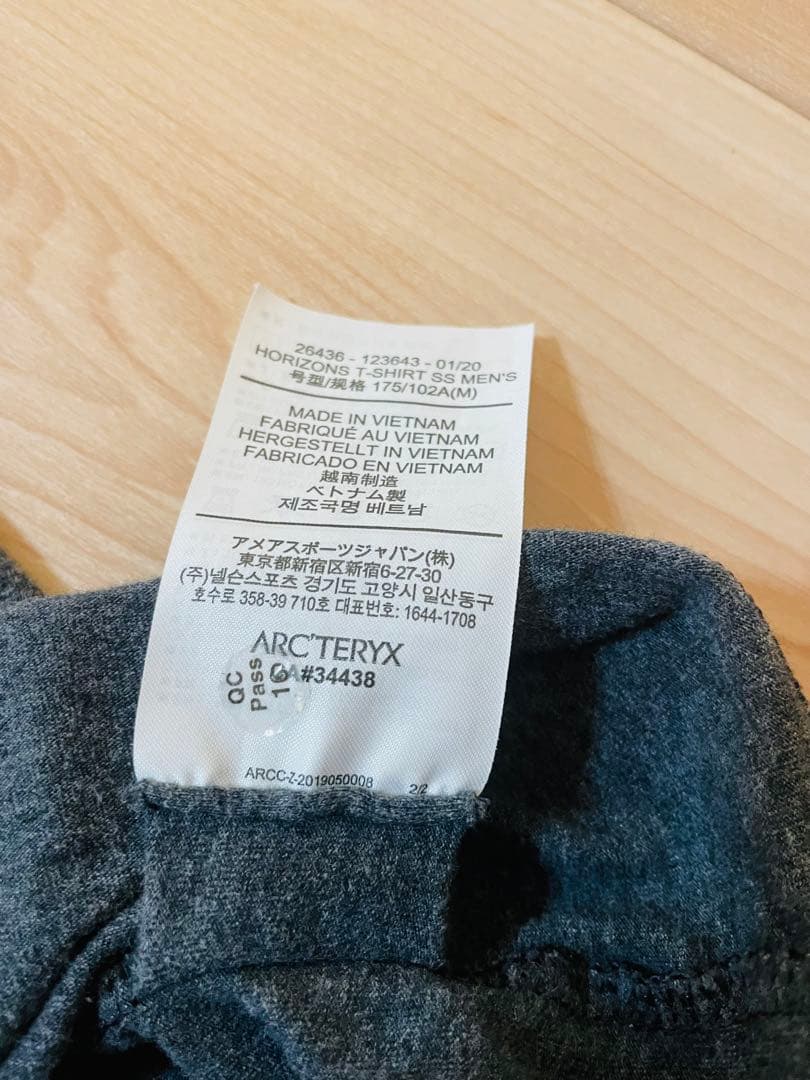 26436 - 123643 - 01/20
HORIZONS T-SHIRT SS MEN'S
号型/规格 175/102A(M)
MADE IN VIETNAM
FABRIQUÉ AU VIETNAM
HERGESTELLT IN VIETNAM
FABRICADO EN VIETNAM
越南制造
ベトナム製
제조국명 베트남
アメアスポーツジャパン(株)
東京都新宿区新宿6-27-30
(주)넬슨스포츠 경기도 고양시 일산동구
호수로 358-39 710호 대표번호: 1644-1708
ARC'TERYX
CA#34438
QC
Pass
16
ARCC-Z-2019050008 2/2